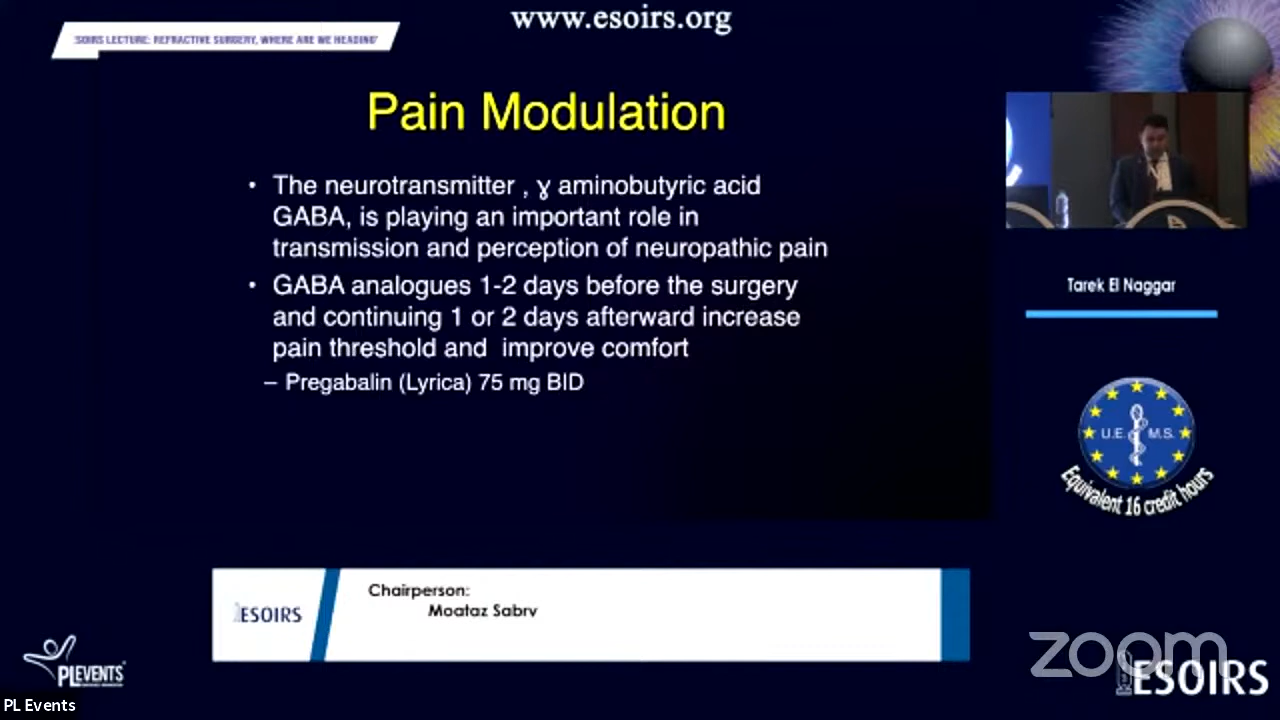 www.esoirs.org
SOIRS LECTURE: REFRACTIVE SURGERY, WHERE ARE WE HEADING
Pain Modulation
• The neurotransmitter , ɣ aminobutyric acid
GABA, is playing an important role in
transmission and perception of neuropathic pain
• GABA analogues 1-2 days before the surgery
and continuing 1 or 2 days afterward increase
pain threshold and improve comfort
– Pregabalin (Lyrica) 75 mg BID
Tarek El Naggar
U.E. M.S.
Equivalent 16 credit hours
Chairperson:
Moataz Sabry
ESOIRS
PLEVENTS
zoom
ESOIRS
PL Events